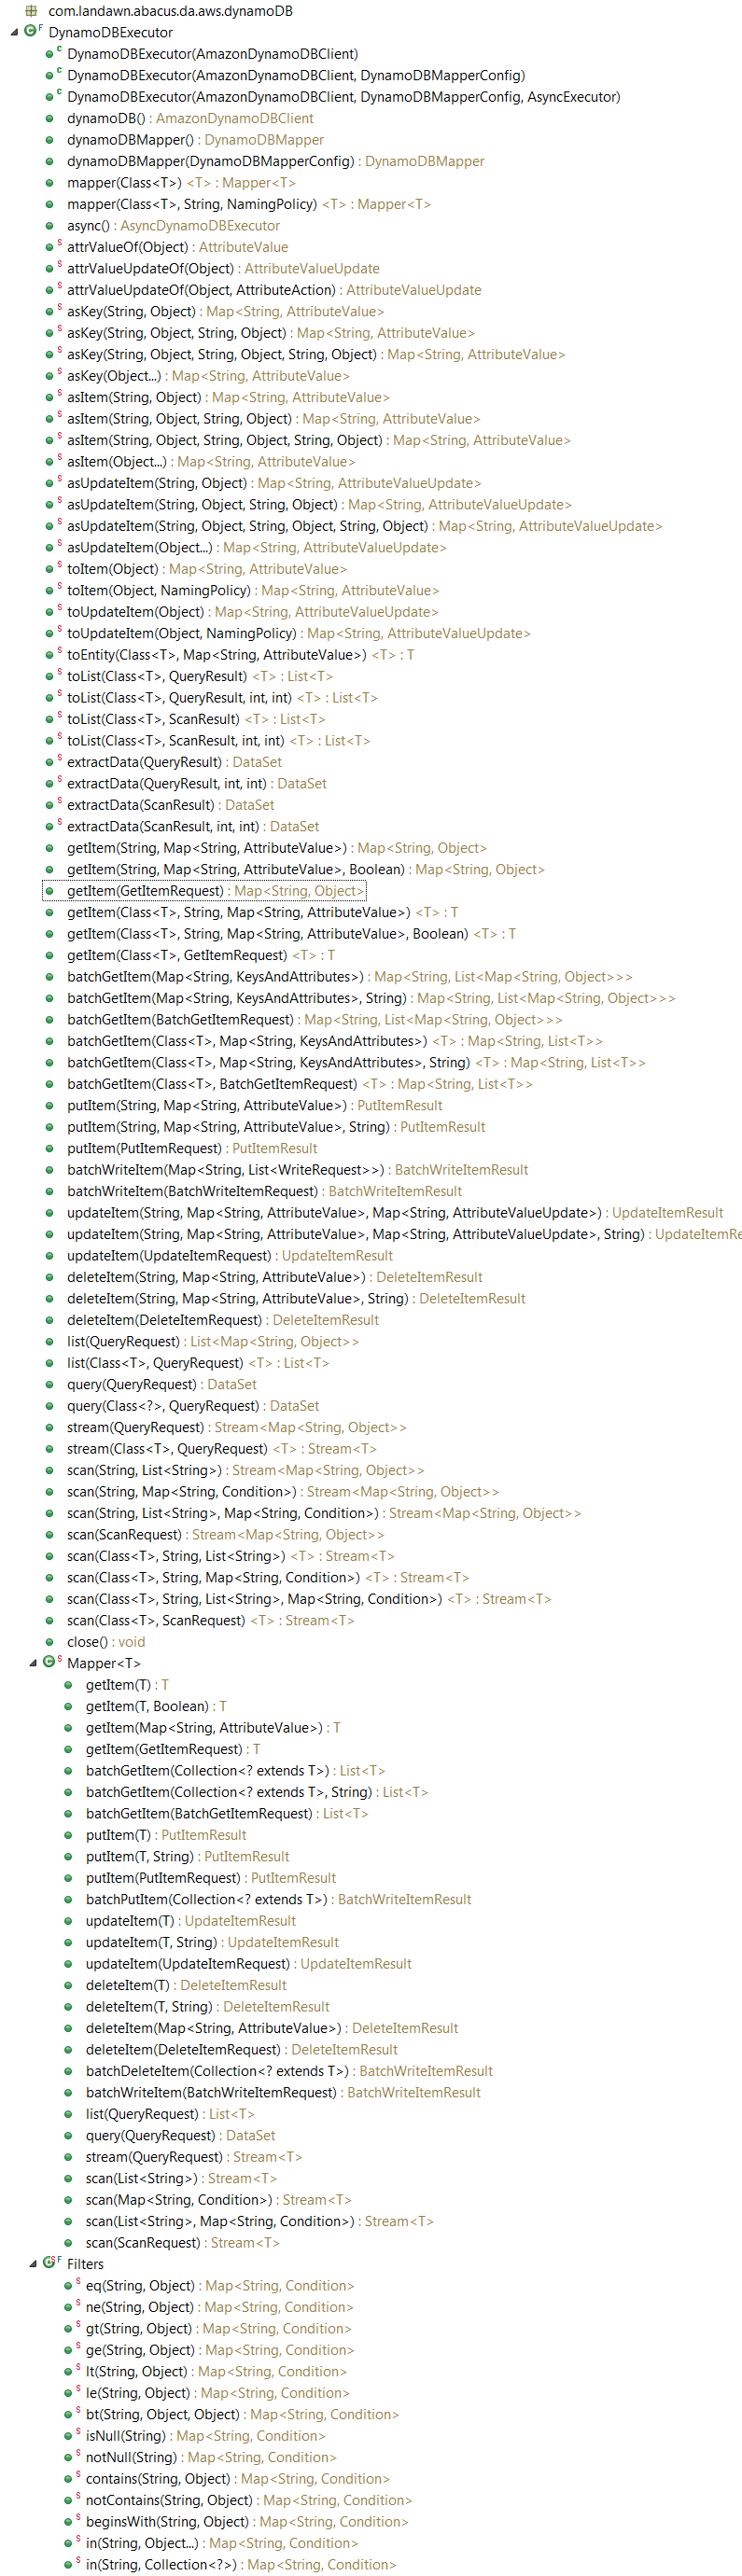 com.landawn.abacus.da.aws.dynamoDB
DynamoDBExecutor
DynamoDBExecutor(AmazonDynamoDBClient)
DynamoDBExecutor(AmazonDynamoDBClient, DynamoDBMapperConfig)
DynamoDBExecutor(AmazonDynamoDBClient, DynamoDBMapperConfig, AsyncExecutor)
dynamoDB() : AmazonDynamoDBClient
dynamoDBMapper() : DynamoDBMapper
dynamoDBMapper(DynamoDBMapperConfig) : DynamoDBMapper
mapper(Class<T>) <T> : Mapper<T>
mapper(Class<T>, String, NamingPolicy) <T> : Mapper<T>
async() : AsyncDynamoDBExecutor
attrValueOf(Object) : AttributeValue
attrValueUpdateOf(Object) : AttributeValueUpdate
attrValueUpdateOf(Object, AttributeAction) : AttributeValueUpdate
asKey(String, Object) : Map<String, AttributeValue>
asKey(String, Object, String, Object) : Map<String, AttributeValue>
asKey(String, Object, String, Object, String, Object) : Map<String, AttributeValue>
asKey(Object...) : Map<String, AttributeValue>
asItem(String, Object) : Map<String, AttributeValue>
asItem(String, Object, String, Object) : Map<String, AttributeValue>
asItem(String, Object, String, Object, String, Object) : Map<String, AttributeValue>
asItem(Object...) : Map<String, AttributeValue>
asUpdateItem(String, Object) : Map<String, AttributeValueUpdate>
asUpdateItem(String, Object, String, Object) : Map<String, AttributeValueUpdate>
asUpdateItem(String, Object, String, Object, String, Object) : Map<String, AttributeValueUpdate>
asUpdateItem(Object...) : Map<String, AttributeValueUpdate>
toItem(Object) : Map<String, AttributeValue>
toItem(Object, NamingPolicy) : Map<String, AttributeValue>
toUpdateItem(Object) : Map<String, AttributeValueUpdate>
toUpdateItem(Object, NamingPolicy) : Map<String, AttributeValueUpdate>
toEntity(Class<T>, Map<String, AttributeValue>) <T> : T
toList(Class<T>, QueryResult) <T> : List<T>
toList(Class<T>, QueryResult, int, int) <T> : List<T>
toList(Class<T>, ScanResult) <T> : List<T>
toList(Class<T>, ScanResult, int, int) <T> : List<T>
extractData(QueryResult) : DataSet
extractData(QueryResult, int, int) : DataSet
extractData(ScanResult) : DataSet
extractData(ScanResult, int, int) : DataSet
getItem(String, Map<String, AttributeValue>) : Map<String, Object>
getItem(String, Map<String, AttributeValue>, Boolean) : Map<String, Object>
getItem(GetItemRequest) : Map<String, Object>
getItem(Class<T>, String, Map<String, AttributeValue>) <T> : T
getItem(Class<T>, String, Map<String, AttributeValue>, Boolean) <T> : T
getItem(Class<T>, GetItemRequest) <T> : T
batchGetItem(Map<String, KeysAndAttributes>) : Map<String, List<Map<String, Object>>>
batchGetItem(Map<String, KeysAndAttributes>, String) : Map<String, List<Map<String, Object>>>
batchGetItem(BatchGetItemRequest) : Map<String, List<Map<String, Object>>>
batchGetItem(Class<T>, Map<String, KeysAndAttributes>) <T> : Map<String, List<T>>
batchGetItem(Class<T>, Map<String, KeysAndAttributes>, String) <T> : Map<String, List<T>>
batchGetItem(Class<T>, BatchGetItemRequest) <T> : Map<String, List<T>>
putItem(String, Map<String, AttributeValue>) : PutItemResult
putItem(String, Map<String, AttributeValue>, String) : PutItemResult
putItem(PutItemRequest) : PutItemResult
batchWriteItem(Map<String, List<WriteRequest>>) : BatchWriteItemResult
batchWriteItem(BatchWriteItemRequest) : BatchWriteItemResult
updateItem(String, Map<String, AttributeValue>, Map<String, AttributeValueUpdate>) : UpdateItemResult
updateItem(String, Map<String, AttributeValue>, Map<String, AttributeValueUpdate>, String) : UpdateItemRe
updateItem(UpdateItemRequest) : UpdateItemResult
deleteItem(String, Map<String, AttributeValue>) : DeleteItemResult
deleteItem(String, Map<String, AttributeValue>, String) : DeleteItemResult
deleteItem(DeleteItemRequest) : DeleteItemResult
list(QueryRequest) : List<Map<String, Object>>
list(Class<T>, QueryRequest) <T> : List<T>
query(QueryRequest) : DataSet
query(Class<?>, QueryRequest) : DataSet
stream(QueryRequest) : Stream<Map<String, Object>>
stream(Class<T>, QueryRequest) <T> : Stream<T>
scan(String, List<String>) : Stream<Map<String, Object>>
scan(String, Map<String, Condition>) : Stream<Map<String, Object>>
scan(String, List<String>, Map<String, Condition>) : Stream<Map<String, Object>>
scan(ScanRequest) : Stream<Map<String, Object>>
scan(Class<T>, String, List<String>) <T> : Stream<T>
scan(Class<T>, String, Map<String, Condition>) <T> : Stream<T>
scan(Class<T>, String, List<String>, Map<String, Condition>) <T> : Stream<T>
scan(Class<T>, ScanRequest) <T> : Stream<T>
close() : void
Mapper<T>
getItem(T) : T
getItem(T, Boolean) : T
getItem(Map<String, AttributeValue>) : T
getItem(GetItemRequest) : T
batchGetItem(Collection<? extends T>) : List<T>
batchGetItem(Collection<? extends T>, String) : List<T>
batchGetItem(BatchGetItemRequest) : List<T>
putItem(T) : PutItemResult
putItem(T, String) : PutItemResult
putItem(PutItemRequest) : PutItemResult
batchPutItem(Collection<? extends T>) : BatchWriteItemResult
updateItem(T) : UpdateItemResult
updateItem(T, String) : UpdateItemResult
updateItem(UpdateItemRequest) : UpdateItemResult
deleteItem(T) : DeleteItemResult
deleteItem(T, String) : DeleteItemResult
deleteItem(Map<String, AttributeValue>) : DeleteItemResult
deleteItem(DeleteItemRequest) : DeleteItemResult
batchDeleteItem(Collection<? extends T>) : BatchWriteItemResult
batchWriteItem(BatchWriteItemRequest) : BatchWriteItemResult
list(QueryRequest) : List<T>
query(QueryRequest) : DataSet
stream(QueryRequest) : Stream<T>
scan(List<String>) : Stream<T>
scan(Map<String, Condition>) : Stream<T>
scan(List<String>, Map<String, Condition>) : Stream<T>
scan(ScanRequest) : Stream<T>
Filters
eq(String, Object) : Map<String, Condition>
ne(String, Object) : Map<String, Condition>
gt(String, Object) : Map<String, Condition>
ge(String, Object) : Map<String, Condition>
lt(String, Object) : Map<String, Condition>
le(String, Object) : Map<String, Condition>
bt(String, Object, Object) : Map<String, Condition>
isNull(String) : Map<String, Condition>
notNull(String) : Map<String, Condition>
contains(String, Object) : Map<String, Condition>
notContains(String, Object) : Map<String, Condition>
beginsWith(String, Object) : Map<String, Condition>
in(String, Object...) : Map<String, Condition>
in(String, Collection<?>) : Map<String, Condition>